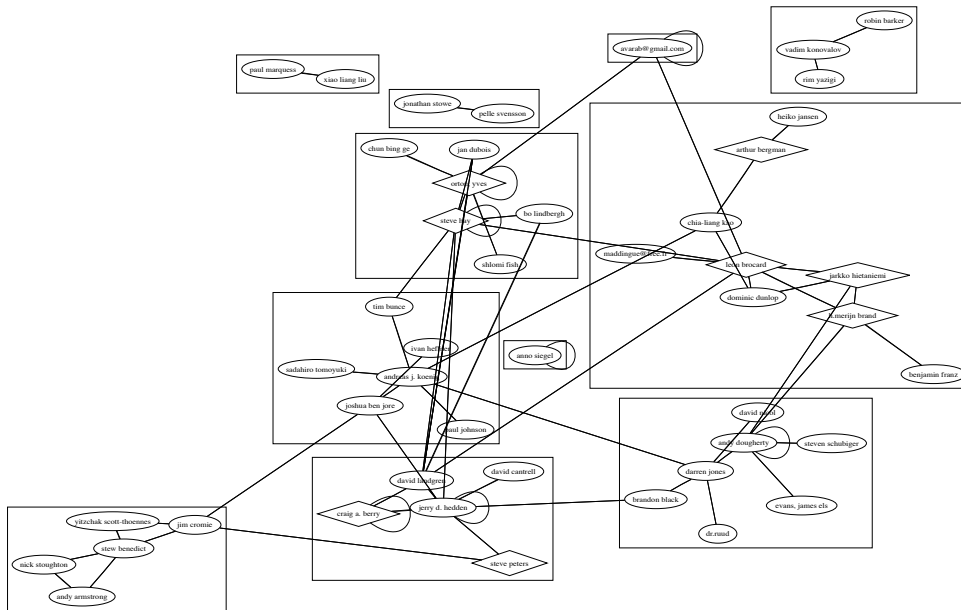 robin barker
avarab@gmail.com
vadim konovalov
paul marquess
xiao liang liu
rim yazigi
jonathan stowe
pelle svensson
heiko jansen
chun bing ge
jan dubois
arthur bergman
orton, yves
bo lindbergh
steve hay
chia-liang kao
maddingue@free.fr
shlomi fish
leon brocard
jarkko hietaniemi
dominic dunlop
tim bunce
h.merijn brand
ivan heffner
anno siegel
sadahiro tomoyuki
andreas j. koenig
benjamin franz
joshua ben jore
david nicol
paul johnson
andy dougherty
steven schubiger
david landgren
david cantrell
darren jones
brandon black
craig a. berry
jerry d. hedden
evans, james els
yitzchak scott-thoennes
jim cromie
dr.ruud
stew benedict
nick stoughton
steve peters
andy armstrong